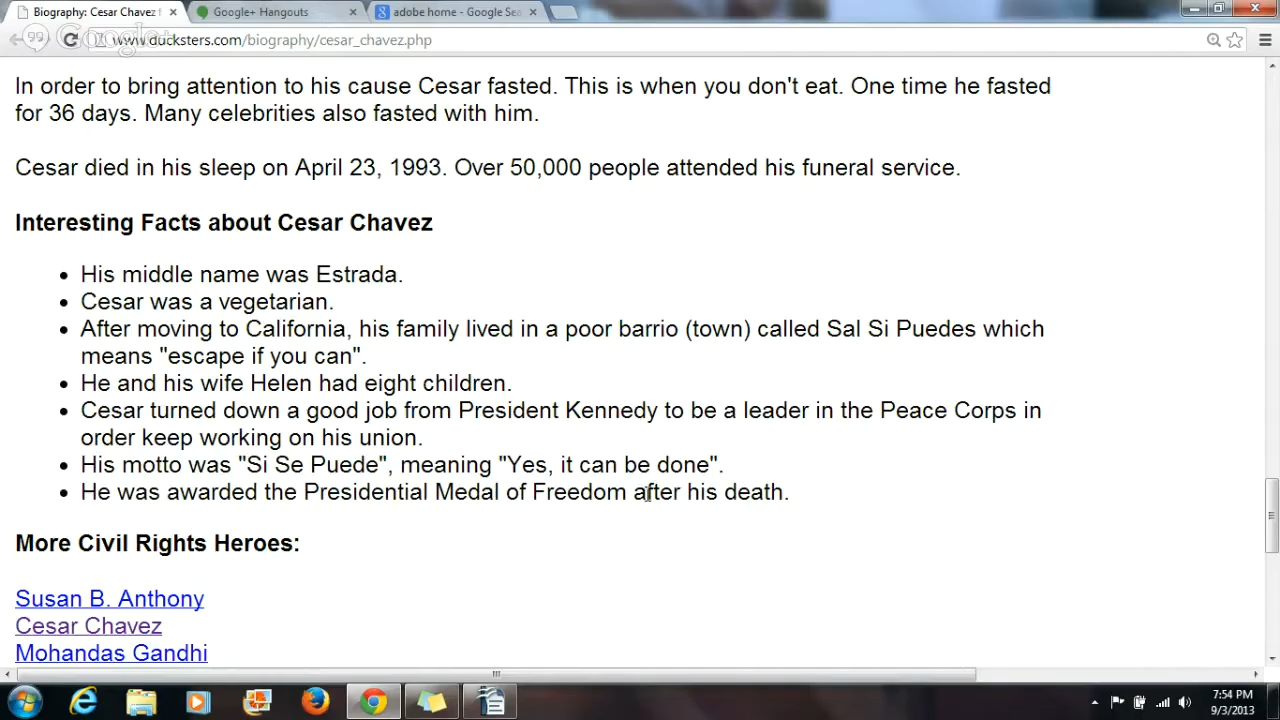 Biography: Cesar Chavez f
Google+ Hangouts
adobe home - Google Sea
Google+
www.ducksters.com/biography/cesar_chavez.php
In order to bring attention to his cause Cesar fasted. This is when you don't eat. One time he fasted
for 36 days. Many celebrities also fasted with him.
Cesar died in his sleep on April 23, 1993. Over 50,000 people attended his funeral service.
Interesting Facts about Cesar Chavez
His middle name was Estrada.
Cesar was a vegetarian.
After moving to California, his family lived in a poor barrio (town) called Sal Si Puedes which
means "escape if you can".
He and his wife Helen had eight children.
Cesar turned down a good job from President Kennedy to be a leader in the Peace Corps in
order keep working on his union.
His motto was "Si Se Puede", meaning "Yes, it can be done".
He was awarded the Presidential Medal of Freedom after his death.
More Civil Rights Heroes:
Susan B. Anthony
Cesar Chavez
Mohandas Gandhi
7:54 PM
9/3/2013